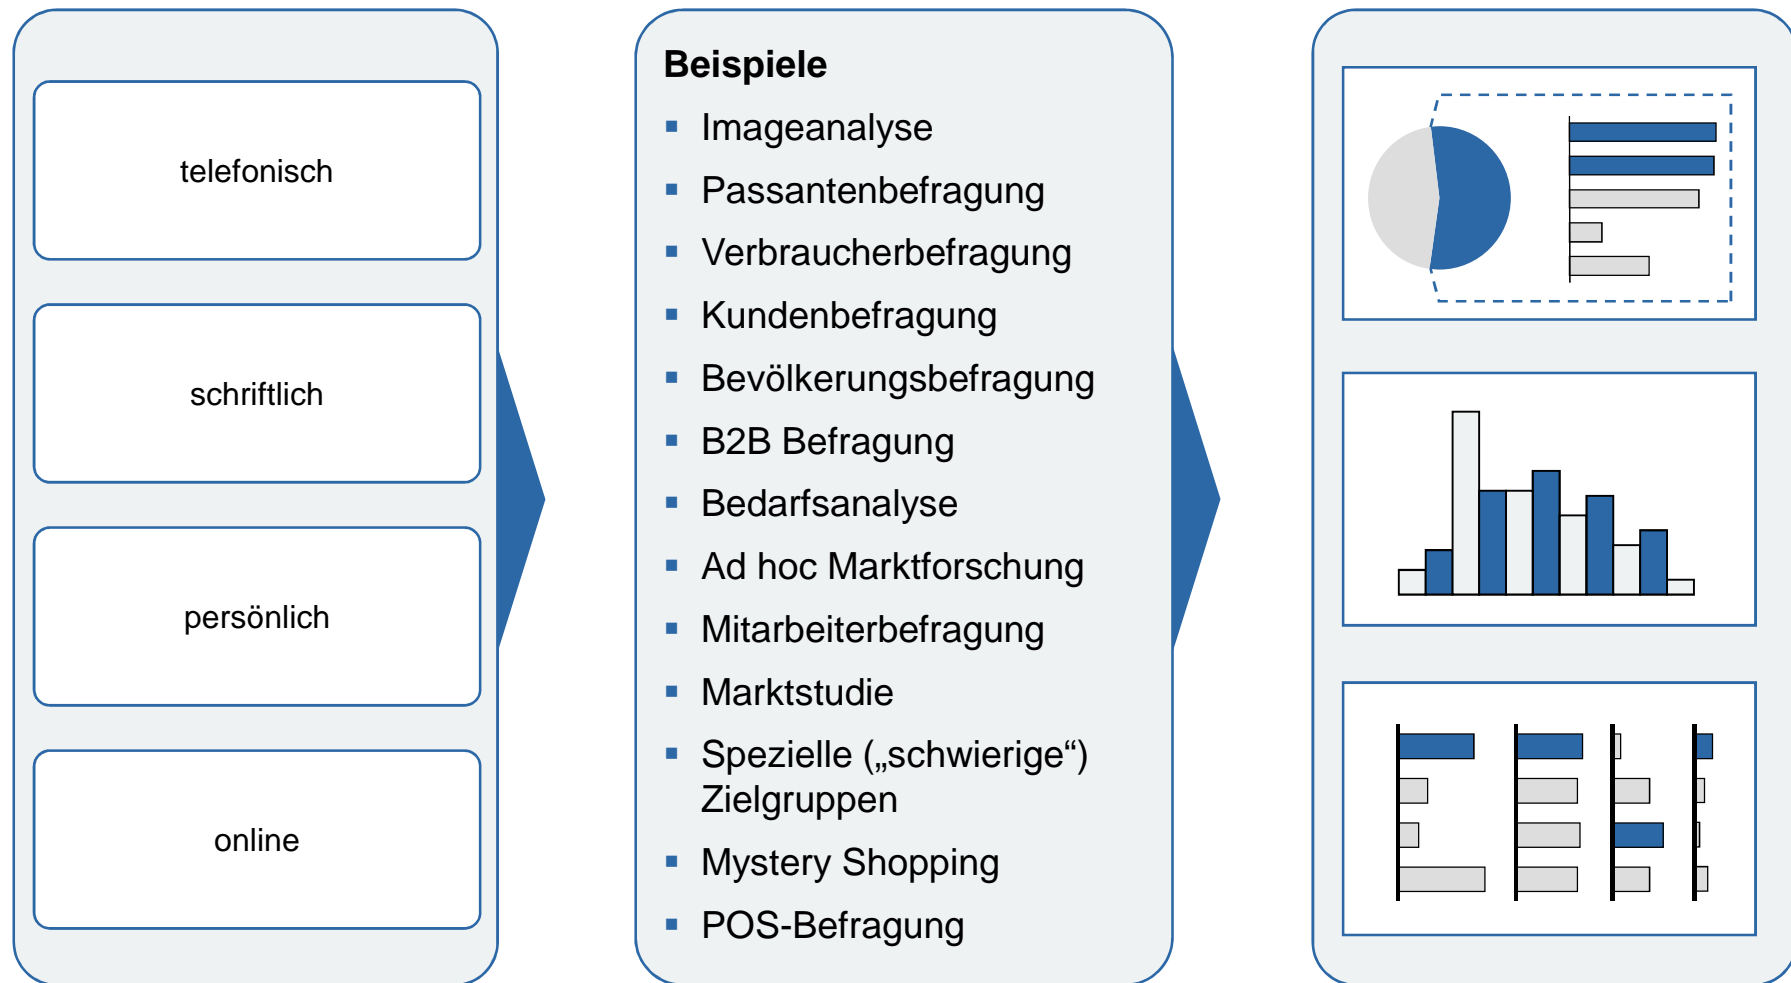 telefonisch
schriftlich
persönlich
online
Beispiele
Imageanalyse
Passantenbefragung
Verbraucherbefragung
Kundenbefragung
Bevölkerungsbefragung
B2B Befragung
Bedarfsanalyse
Ad hoc Marktforschung
Mitarbeiterbefragung
Marktstudie
Spezielle („schwierige“)
Zielgruppen
Mystery Shopping
POS-Befragung